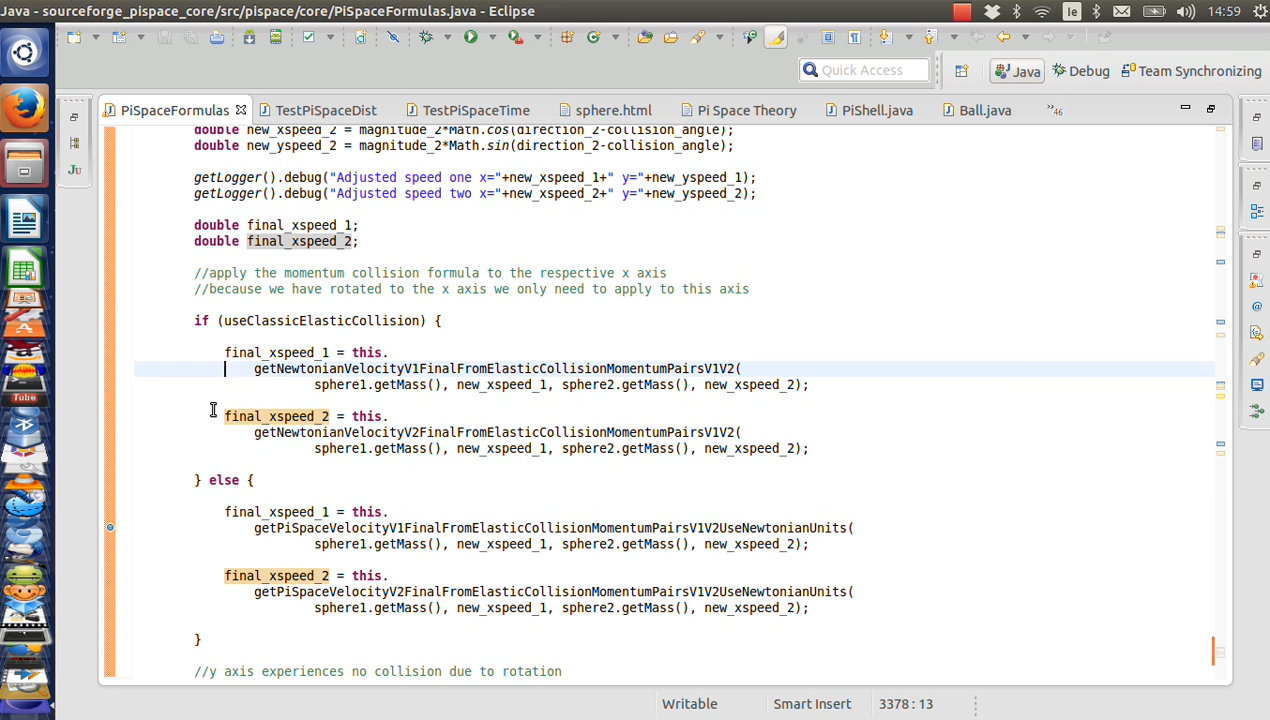 Java - sourceforge_pispace_core/src/pispace/core/PiSpaceFormulas.java - Eclipse
Ie
14:59
Quick Access
Java
Debug
Team Synchronizing
PiSpaceFormulas
TestPiSpaceDist
TestPiSpaceTime
sphere.html
Pi Space Theory
PiShell.java
Ball.java
»46
double new_xspeed_2 = magnitude_2*Math.cos(direction_2-collision_angle);
double new_yspeed_2 = magnitude_2*Math.sin(direction_2-collision_angle);
getLogger().debug("Adjusted speed one x="+new_xspeed_1+" y="+new_yspeed_1);
getLogger().debug("Adjusted speed two x="+new_xspeed_2+" y="+new_yspeed_2);
double final_xspeed_1;
double final_xspeed_2;
//apply the momentum collision formula to the respective x axis
//because we have rotated to the x axis we only need to apply to this axis
if (useClassicElasticCollision) {
final_xspeed_1 = this.
getNewtonianVelocityV1FinalFromElasticCollisionMomentumPairsV1V2(
sphere1.getMass(), new_xspeed_1, sphere2.getMass(), new_xspeed_2);
final_xspeed_2 = this.
getNewtonianVelocityV2FinalFromElasticCollisionMomentumPairsV1V2(
sphere1.getMass(), new_xspeed_1, sphere2.getMass(), new_xspeed_2);
} else {
final_xspeed_1 = this.
getPiSpaceVelocityV1FinalFromElasticCollisionMomentumPairsV1V2UseNewtonianUnits(
sphere1.getMass(), new_xspeed_1, sphere2.getMass(), new_xspeed_2);
final_xspeed_2 = this.
getPiSpaceVelocityV2FinalFromElasticCollisionMomentumPairsV1V2UseNewtonianUnits(
sphere1.getMass(), new_xspeed_1, sphere2.getMass(), new_xspeed_2);
}
//y axis experiences no collision due to rotation
Writable
Smart Insert
3378:13
Tube